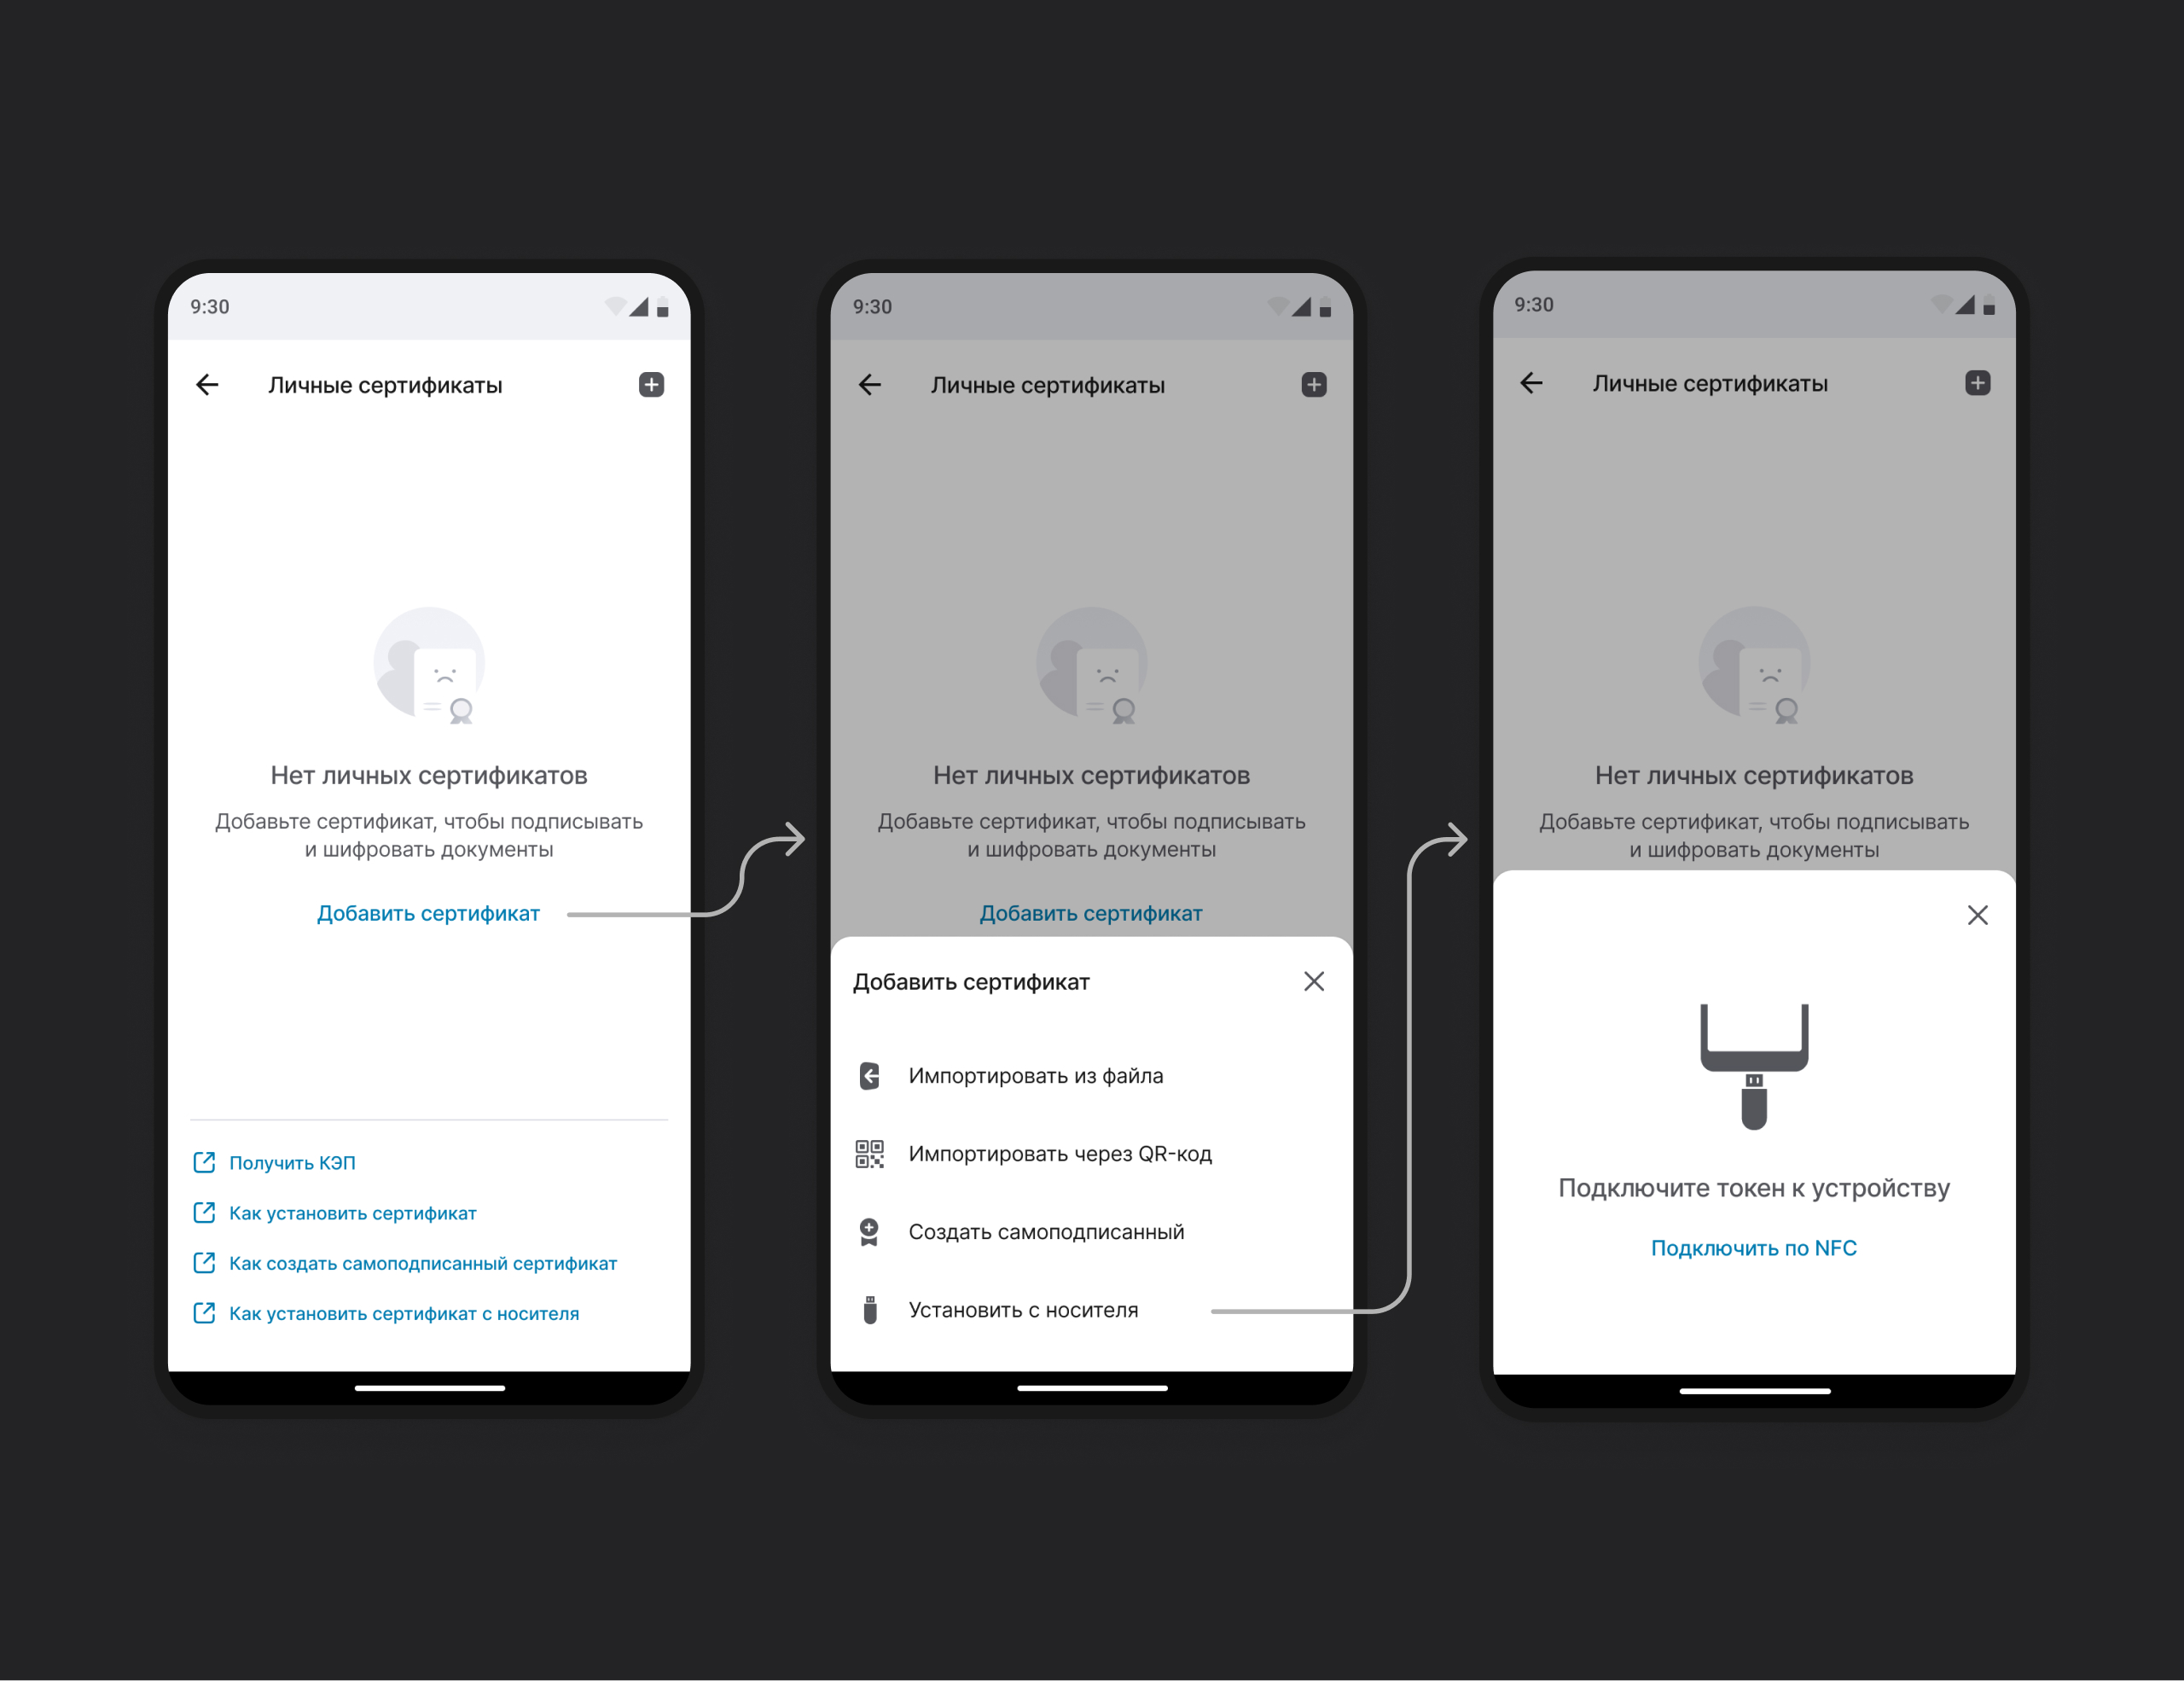 9:30
Личные сертификаты
Нет личных сертификатов
Добавьте сертификат, чтобы подписывать
и шифровать документы
Добавить сертификат
Получить КЭП
Как установить сертификат
Как создать самоподписанный сертификат
Как установить сертификат с носителя
9:30
Личные сертификаты
Нет личных сертификатов
Добавьте сертификат, чтобы подписывать
и шифровать документы
Добавить сертификат
Добавить сертификат
Импортировать из файла
Импортировать через QR-код
Создать самоподписанный
Установить с носителя
9:30
Личные сертификаты
Нет личных сертификатов
Добавьте сертификат, чтобы подписывать
и шифровать документы
Подключите токен к устройству
Подключить по NFC